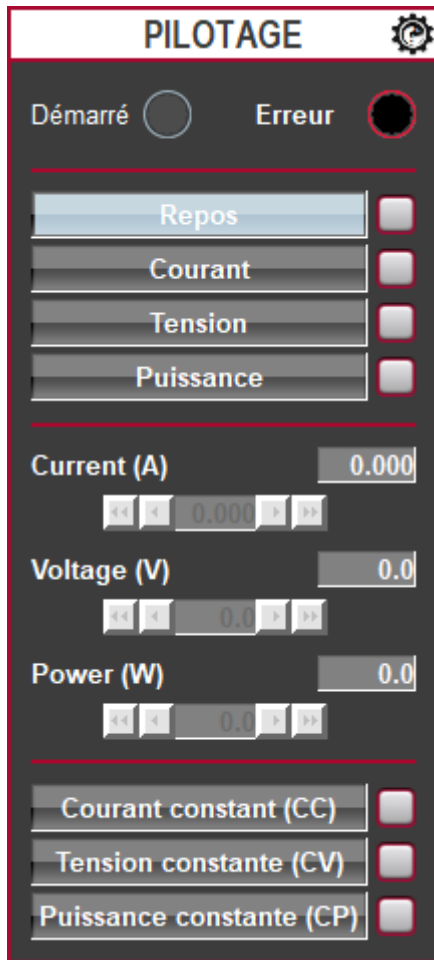 PILOTAGE
Démarré Erreur
Repos
Courant
Tension
Puissance
Current (A) 0.000
0.000
Voltage (V) 0.0
0.0
Power (W) 0.0
0.0
Courant constant (CC)
Tension constante (CV)
Puissance constante (CP)